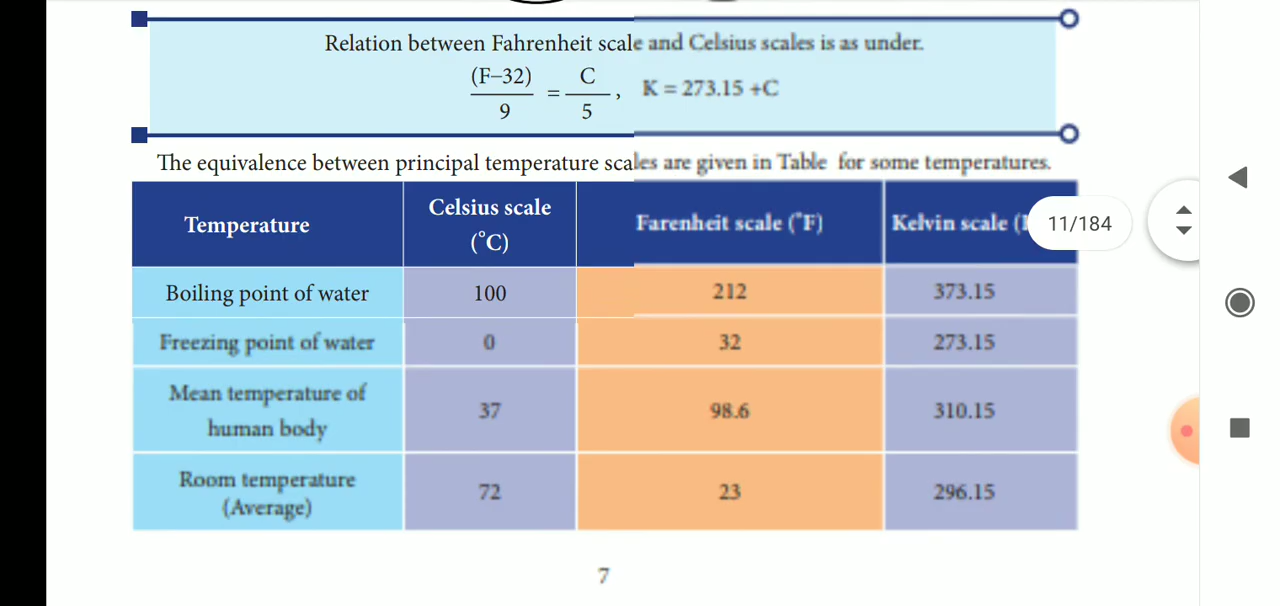 Relation between Fahrenheit scale and Celsius scales is as under.
(F–32)/9 = C/5 , K = 273.15 +C
The equivalence between principal temperature scales are given in Table for some temperatures.
Temperature Celsius scale (˚C) Farenheit scale (˚F) Kelvin scale (
11/184
Boiling point of water 100 212 373.15
Freezing point of water 0 32 273.15
Mean temperature of human body 37 98.6 310.15
Room temperature (Average) 72 23 296.15
7